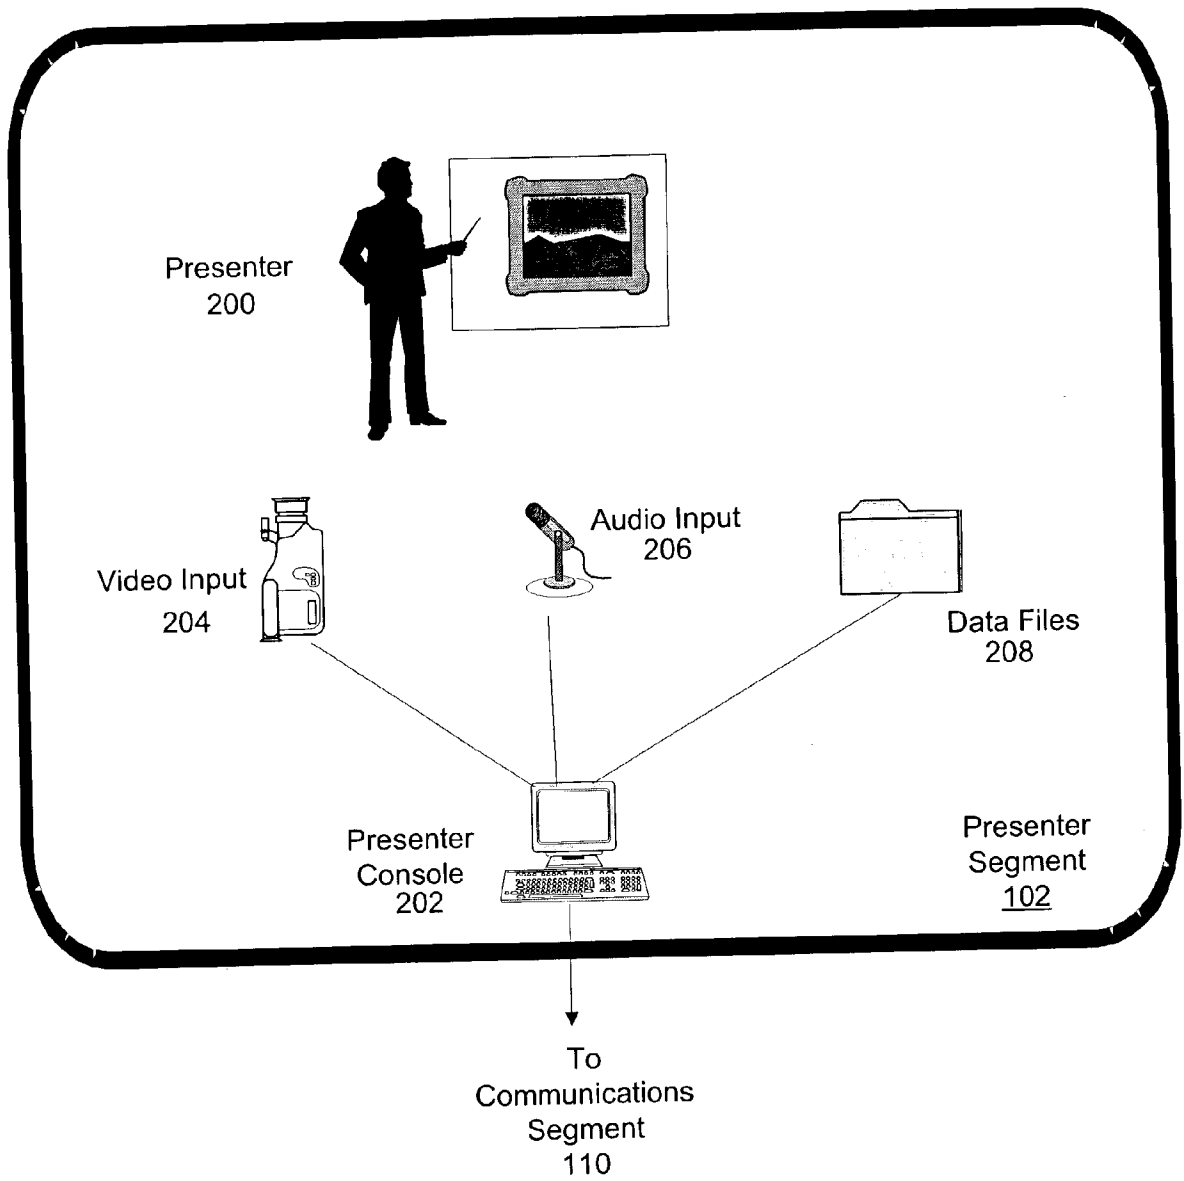 Presenter
200
Audio Input
206
Video Input
204
Data Files
208
Presenter
Console
202
Presenter
Segment
102
To
Communications
Segment
110